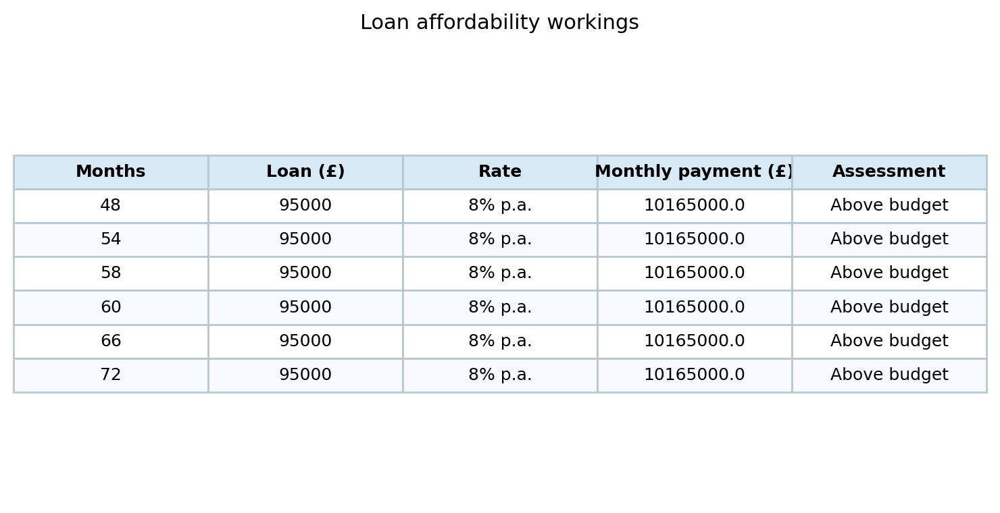 Loan affordability workings
Months Loan (£) Rate Monthly payment (£) Assessment
48 95000 8% p.a. 10165000.0 Above budget
54 95000 8% p.a. 10165000.0 Above budget
58 95000 8% p.a. 10165000.0 Above budget
60 95000 8% p.a. 10165000.0 Above budget
66 95000 8% p.a. 10165000.0 Above budget
72 95000 8% p.a. 10165000.0 Above budget